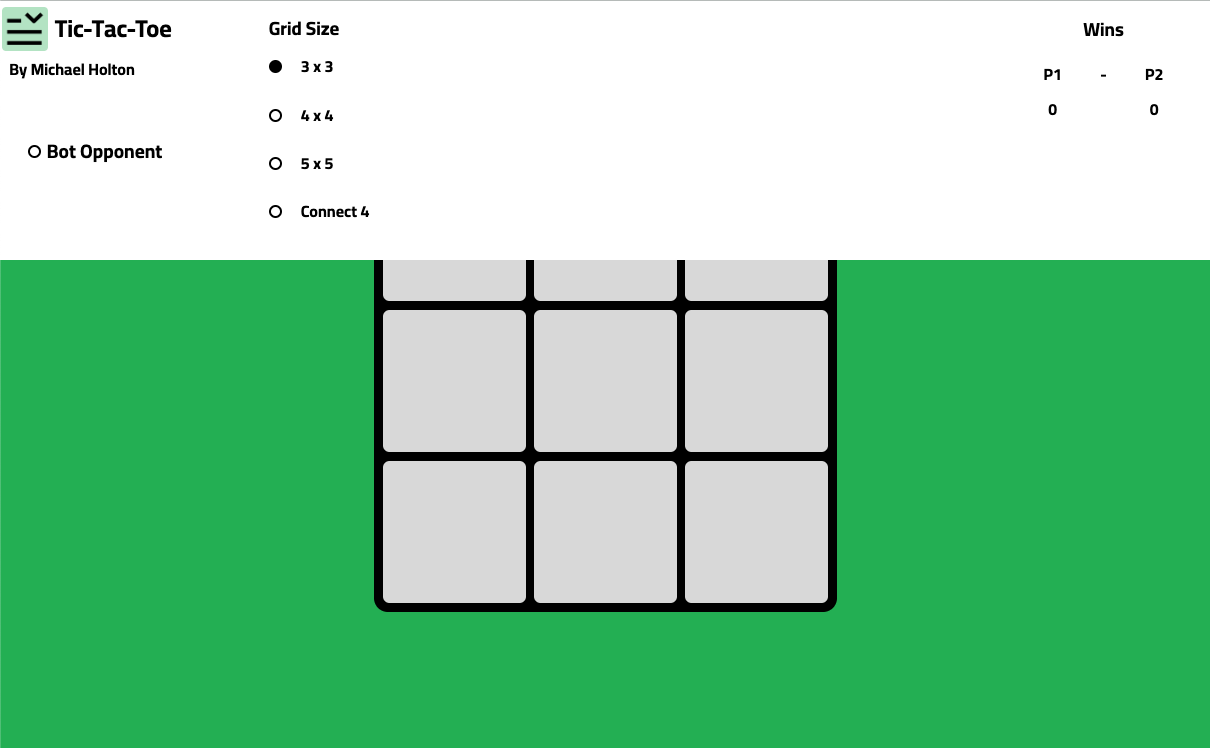 Tic-Tac-Toe
By Michael Holton
Bot Opponent
Grid Size
3 x 3
4 x 4
5 x 5
Connect 4
Wins
P1 - P2
0 0